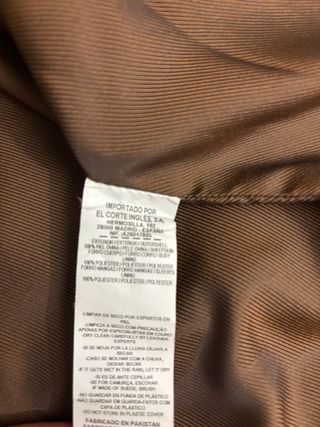 IMPORTADO POR
EL CORTE INGLES, S.A.
HERMOSILLA, 112
28009 MADRID - ESPAÑA
NIF. :A28017895
EXTERIOR/EXTERIOR/OUTERSHELL
100% PIEL OVINA/PELE OVINA/SHEEPSKIN
FORRO CUERPO/FORRO CORPO/BODY
LINING
100% POLIESTER/POLIESTER/POLYESTER
FORRO MANGAS/FORRO MANGAS/SLEEVES
LINING
100% POLIESTER/POLIESTER/POLYESTER
-LIMPIAR EN SECO POR EXPERTOS EN
PIEL
-LIMPEZA A SECO COM PRECAUÇÃO
APENAS POR ESPECIALISTAS EM COURO
-DRY CLEAN CAREFULLY BY LEATHER
EXPERTS
-SI SE MOJA POR LA LLUVIA DEJARLA
SECAR
-CASO SE MOLHAR COM A CHUVA,
DEIXAR SECAR
-IF IT GETS WET IN THE RAIN, LET IT DRY
-SI ES DE ANTE CEPILLAR
-SE FOR CAMURÇA, ESCOVAR
-IF MADE OF SUEDE, BRUSH
-NO GUARDAR EN FUNDA DE PLASTICO
-NÃO GUARDAR EM GUARDA-FATOS COM
CAPA DE PLÁSTICO
-DO NOT STORE IN PLASTIC COVER
FABRICADO EN PAKISTAN